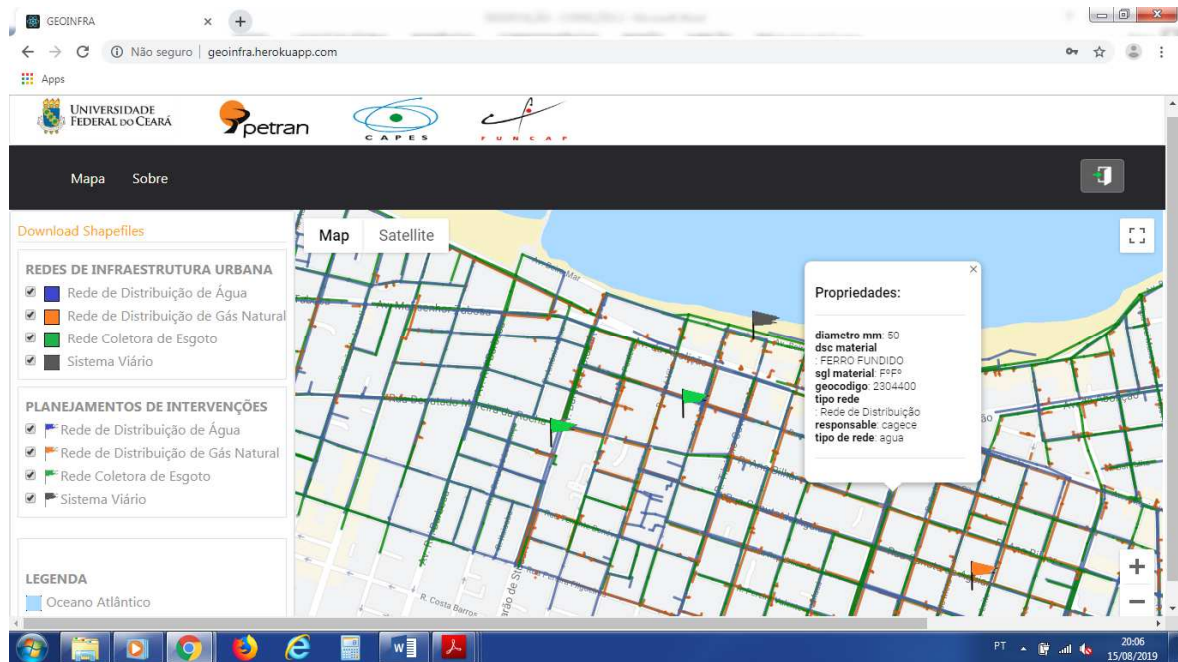 GEOINFRA
Não seguro | geoinfra.herokuapp.com
Apps
UNIVERSIDADE
FEDERAL DO CEARÁ
petran
CAPES
FUNCAP
Mapa Sobre
Download Shapefiles
REDES DE INFRAESTRUTURA URBANA
Rede de Distribuição de Água
Rede de Distribuição de Gás Natural
Rede Coletora de Esgoto
Sistema Viário
PLANEJAMENTOS DE INTERVENÇÕES
Rede de Distribuição de Água
Rede de Distribuição de Gás Natural
Rede Coletora de Esgoto
Sistema Viário
LEGENDA
Oceano Atlântico
Map Satellite
Propriedades:
diametro mm: 50
dsc material
: FERRO FUNDIDO
sgl material: FºFº
geocodigo: 2304400
tipo rede
: Rede de Distribuição
responsable: cagece
tipo de rede: agua
R. Costa Barros
PT
20:06
15/08/2019